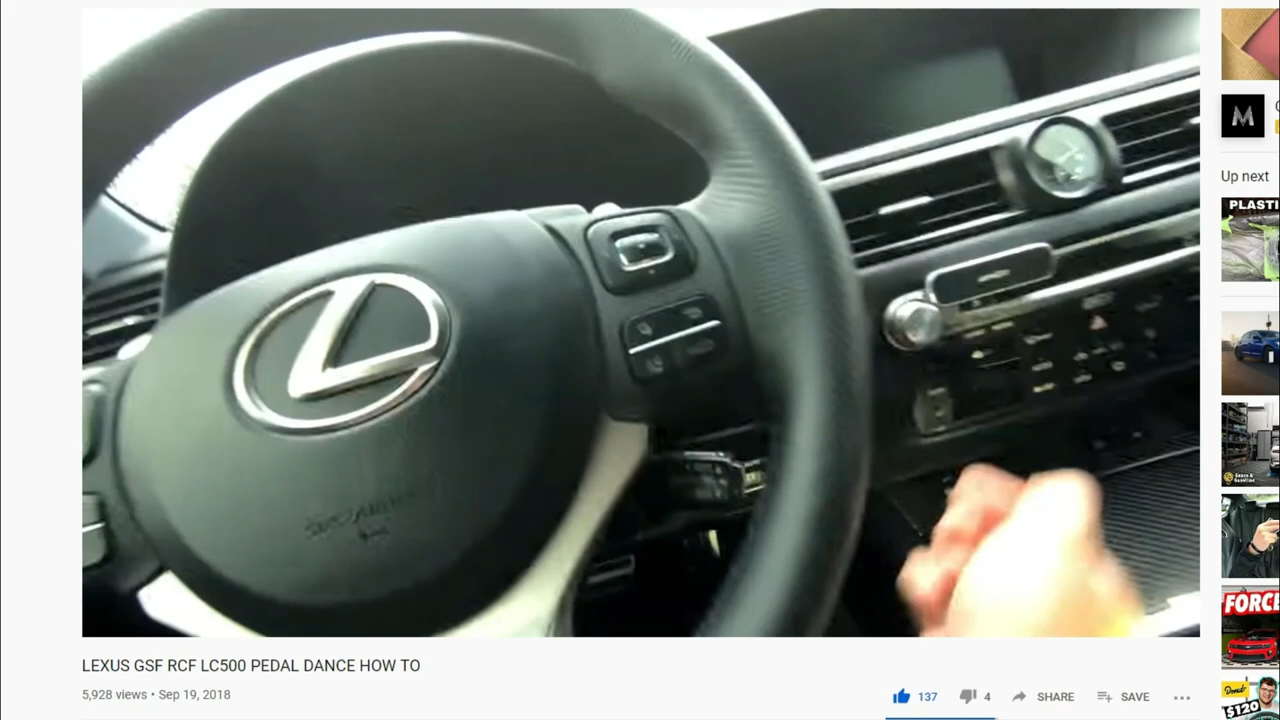 M
Up next
PLASTI
LEXUS GSF RCF LC500 PEDAL DANCE HOW TO
5,928 views • Sep 19, 2018
137
4
SHARE
SAVE
FORCE
Donut
$120